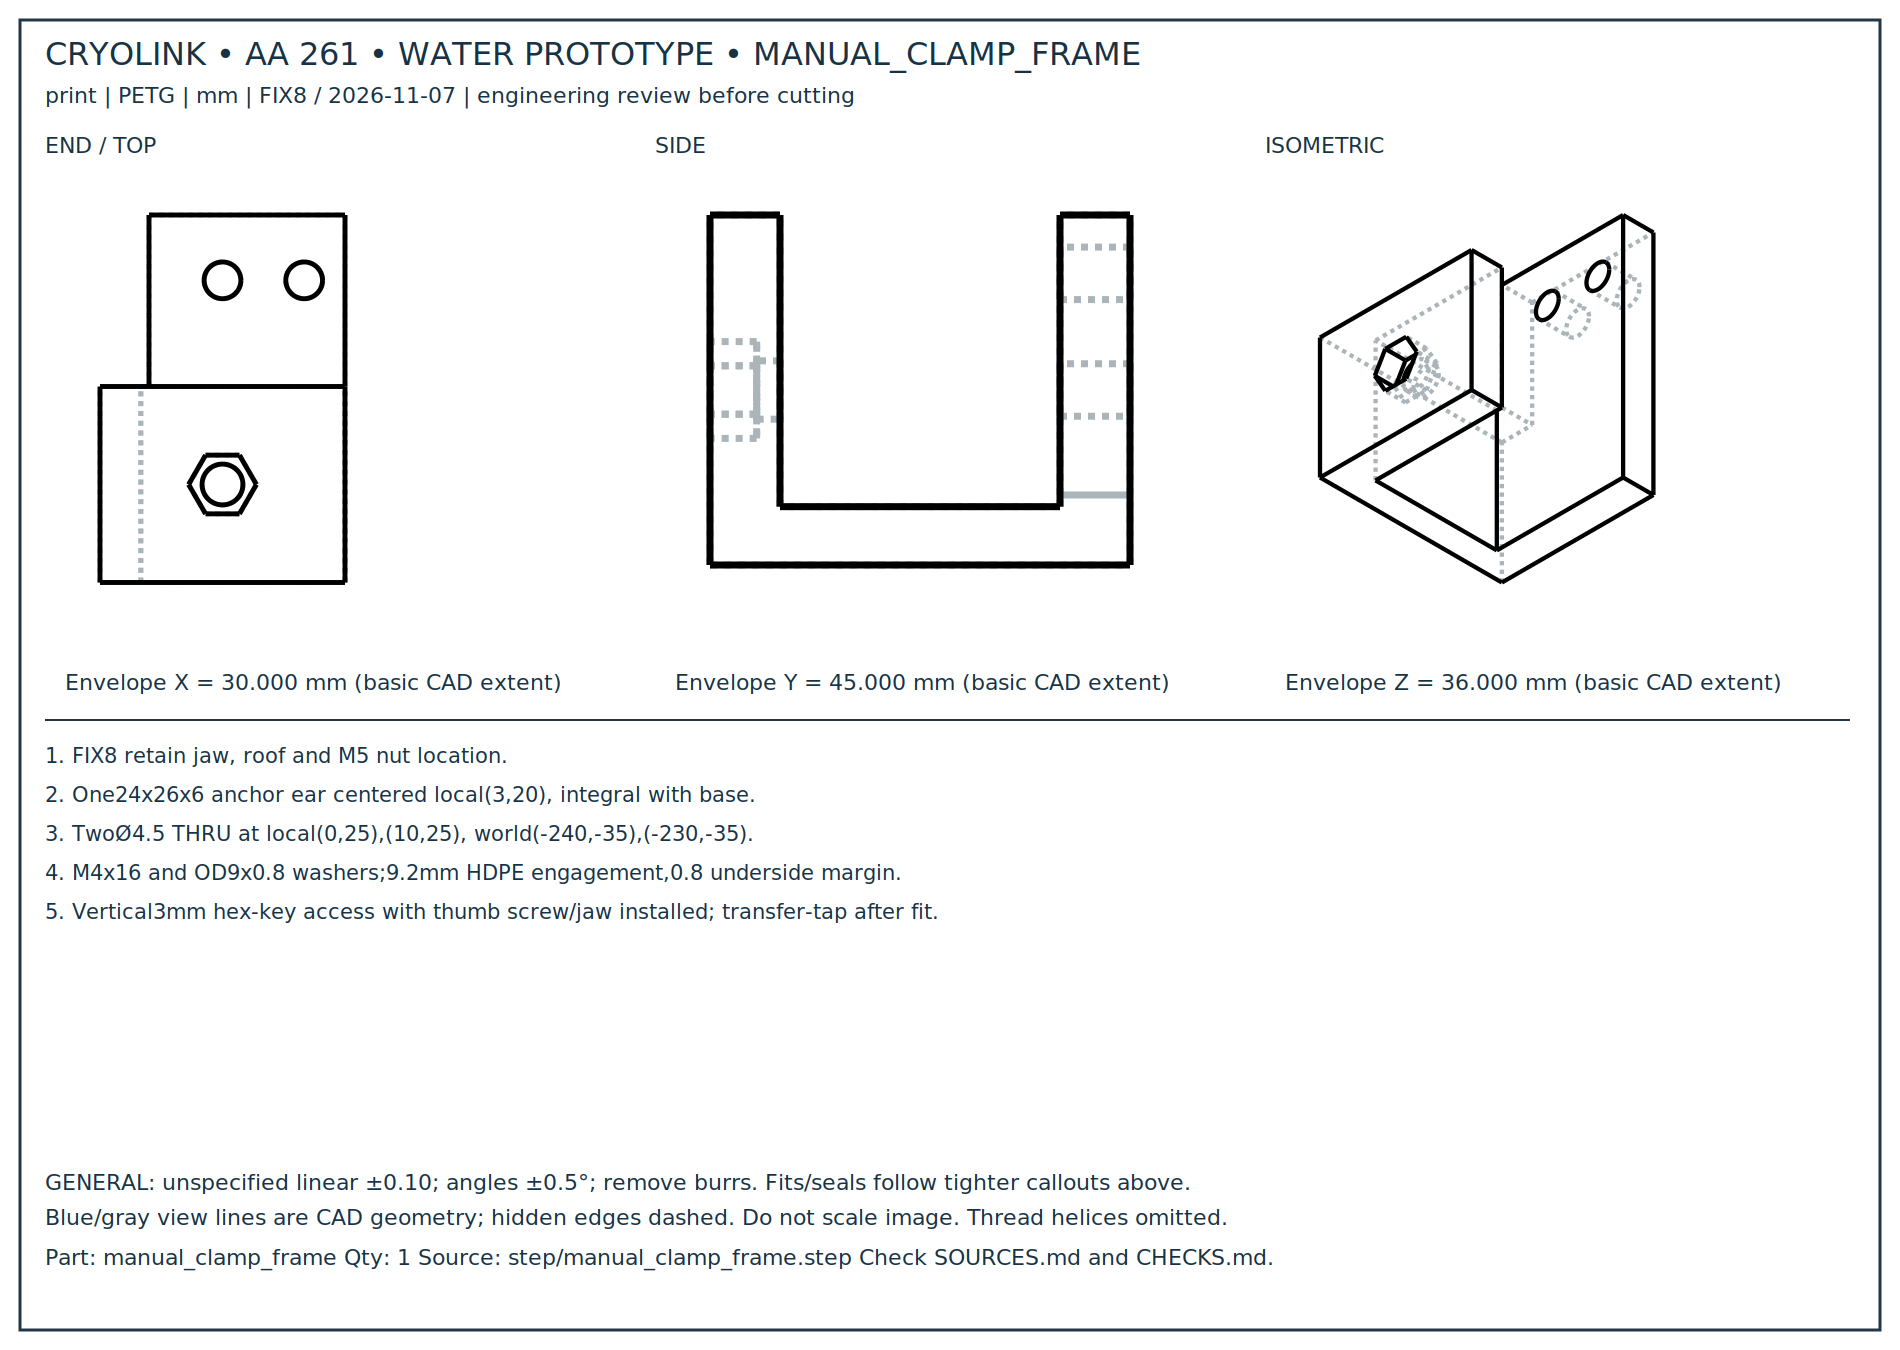 CRYOLINK • AA 261 • WATER PROTOTYPE • MANUAL_CLAMP_FRAME
print | PETG | mm | FIX8 / 2026-11-07 | engineering review before cutting
END / TOP
SIDE
ISOMETRIC
Envelope X = 30.000 mm (basic CAD extent)
Envelope Y = 45.000 mm (basic CAD extent)
Envelope Z = 36.000 mm (basic CAD extent)
1. FIX8 retain jaw, roof and M5 nut location.
2. One24x26x6 anchor ear centered local(3,20), integral with base.
3. TwoØ4.5 THRU at local(0,25),(10,25), world(-240,-35),(-230,-35).
4. M4x16 and OD9x0.8 washers;9.2mm HDPE engagement,0.8 underside margin.
5. Vertical3mm hex-key access with thumb screw/jaw installed; transfer-tap after fit.
GENERAL: unspecified linear ±0.10; angles ±0.5°; remove burrs. Fits/seals follow tighter callouts above.
Blue/gray view lines are CAD geometry; hidden edges dashed. Do not scale image. Thread helices omitted.
Part: manual_clamp_frame Qty: 1 Source: step/manual_clamp_frame.step Check SOURCES.md and CHECKS.md.